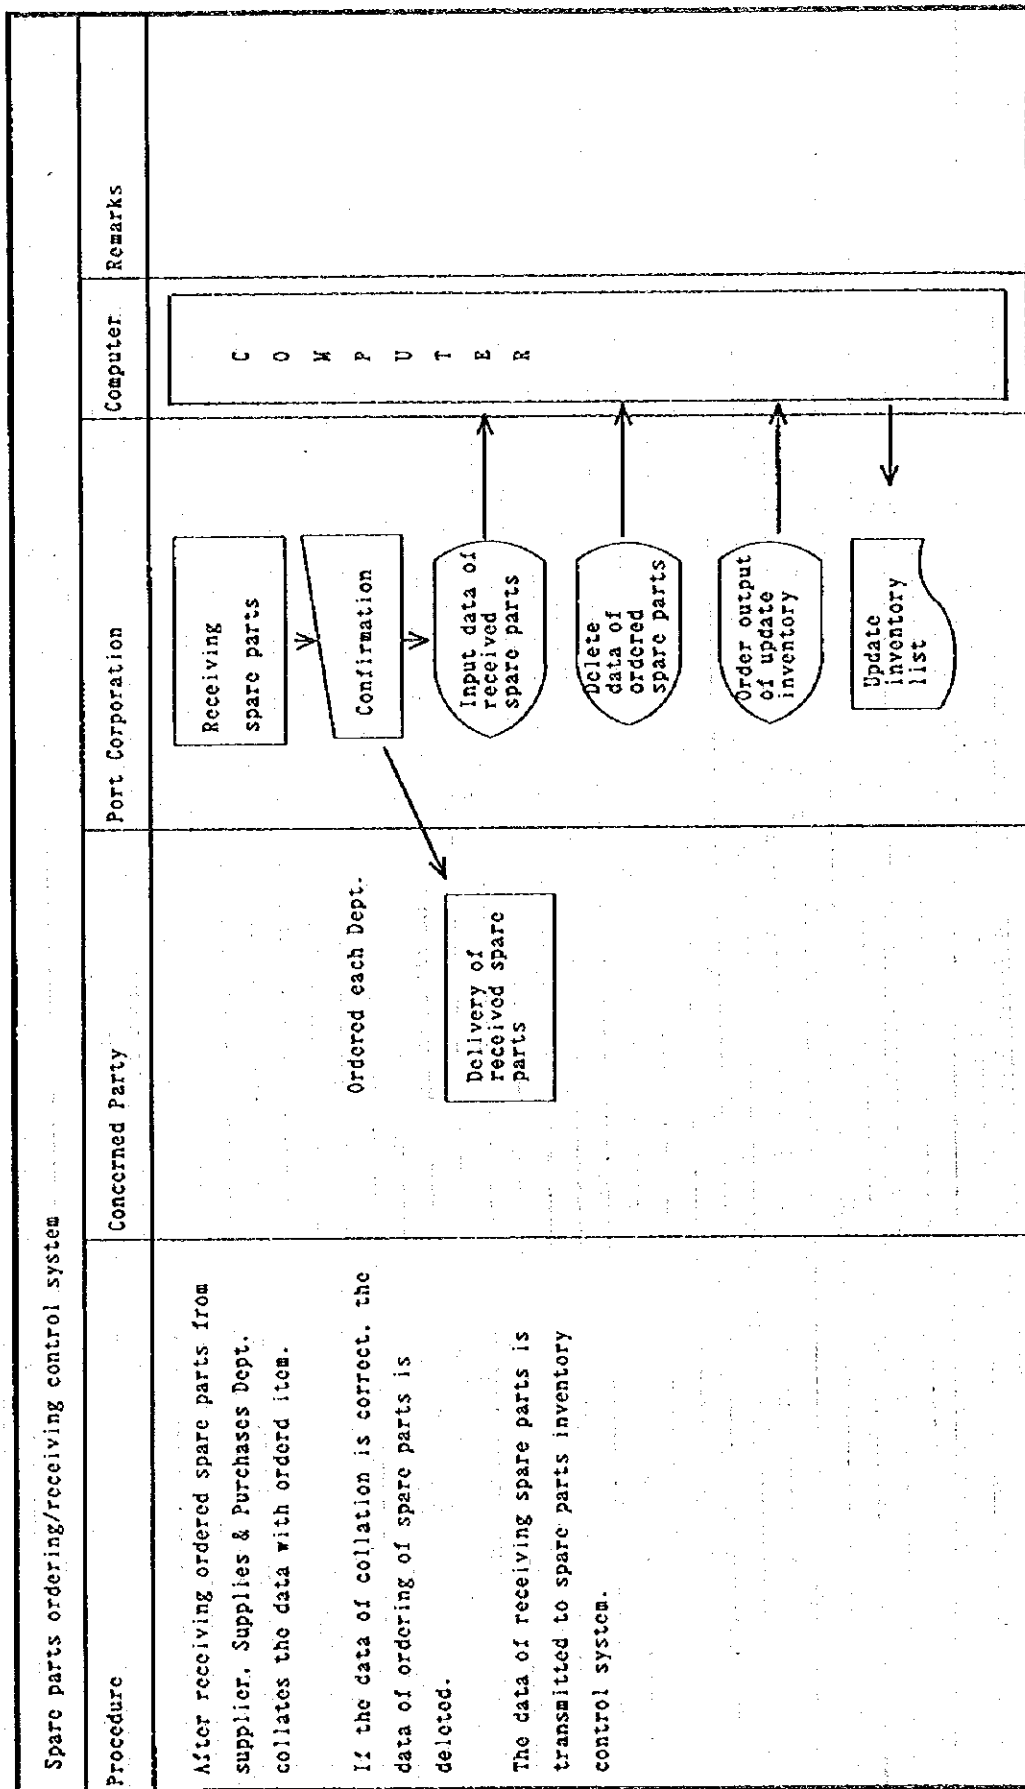 Spare parts ordering/receiving control system
Procedure
Concerned Party
Port Corporation
Computer
Remarks
After receiving ordered spare parts from
supplier. Supplies & Purchases Dept.
collates the data with orderd item.
If the data of collation is correct. the
data of ordering of spare parts is
deleted.
The data of receiving spare parts is
transmitted to spare parts inventory
control system.
Ordered each Dept.
Delivery of
received spare
parts
Receiving
spare parts
Confirmation
Input data of
received
spare parts
Delete
data of
ordered
spare parts
Order output
of update
inventory
Update
inventory
list
C O M P U T E R